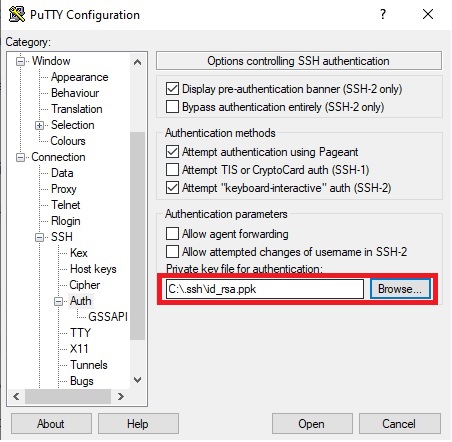 PuTTY Configuration
?
Category:
Window
Appearance
Behaviour
Translation
Selection
Colours
Connection
Data
Proxy
Telnet
Rlogin
SSH
Kex
Host keys
Cipher
Auth
GSSAPI
TTY
X11
Tunnels
Bugs
Options controlling SSH authentication
Display pre-authentication banner (SSH-2 only)
Bypass authentication entirely (SSH-2 only)
Authentication methods
Attempt authentication using Pageant
Attempt TIS or CryptoCard auth (SSH-1)
Attempt "keyboard-interactive" auth (SSH-2)
Authentication parameters
Allow agent forwarding
Allow attempted changes of username in SSH-2
Private key file for authentication:
C:\.ssh\id_rsa.ppk Browse...
About Help Open Cancel